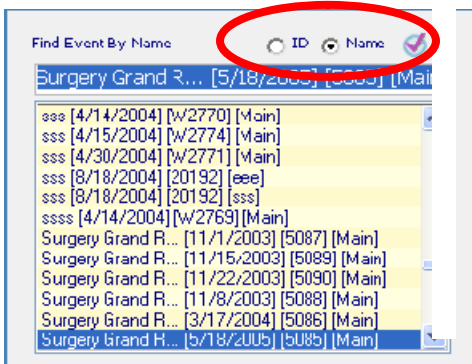 Find Event By Name ID Name
Surgery Grand R... [5/18/2005] [5085] [Mai
sss [4/14/2004] [W2770] [Main]
sss [4/15/2004] [W2774] [Main]
sss [4/30/2004] [W2771] [Main]
sss [8/18/2004] [20192] [eee]
sss [8/18/2004] [20192] [sss]
ssss [4/14/2004] [W2769] [Main]
Surgery Grand R... [11/1/2003] [5087] [Main]
Surgery Grand R... [11/15/2003] [5089] [Main]
Surgery Grand R... [11/22/2003] [5090] [Main]
Surgery Grand R... [11/8/2003] [5088] [Main]
Surgery Grand R... [3/17/2004] [5086] [Main]
Surgery Grand R... [5/18/2005] [5085] [Main]